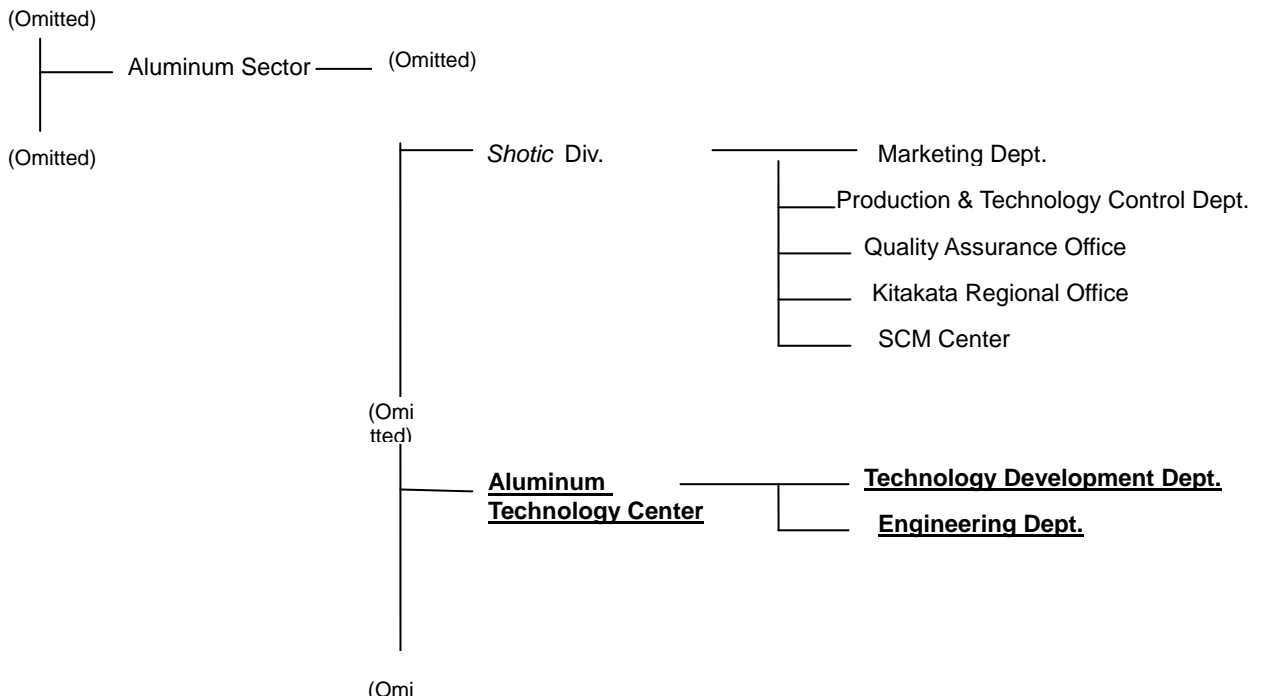 (Omitted)
Aluminum Sector
(Omitted)
(Omitted)
Shotic Div.
Marketing Dept.
Production & Technology Control Dept.
Quality Assurance Office
Kitakata Regional Office
SCM Center
(Omi
tted)
Aluminum
Technology Center
Technology Development Dept.
Engineering Dept.
(Omi